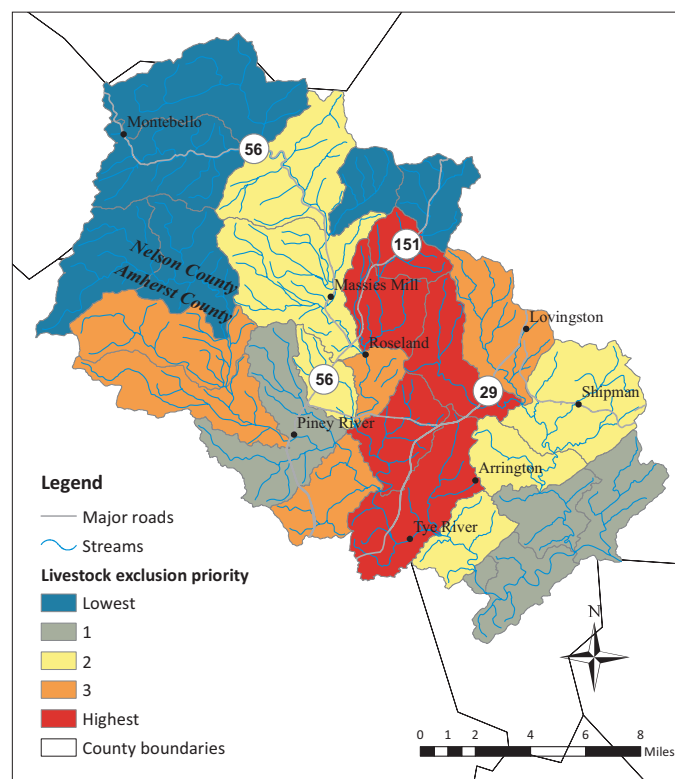 Montebello
56
151
Nelson County
Amherst County
Massies Mill
Lovingston
Roseland
56
29
Shipman
Piney River
Arrington
Tye River
Legend
Major roads
Streams
Livestock exclusion priority
Lowest
1
2
3
Highest
County boundaries
N
0 1 2 4 6 8
Miles